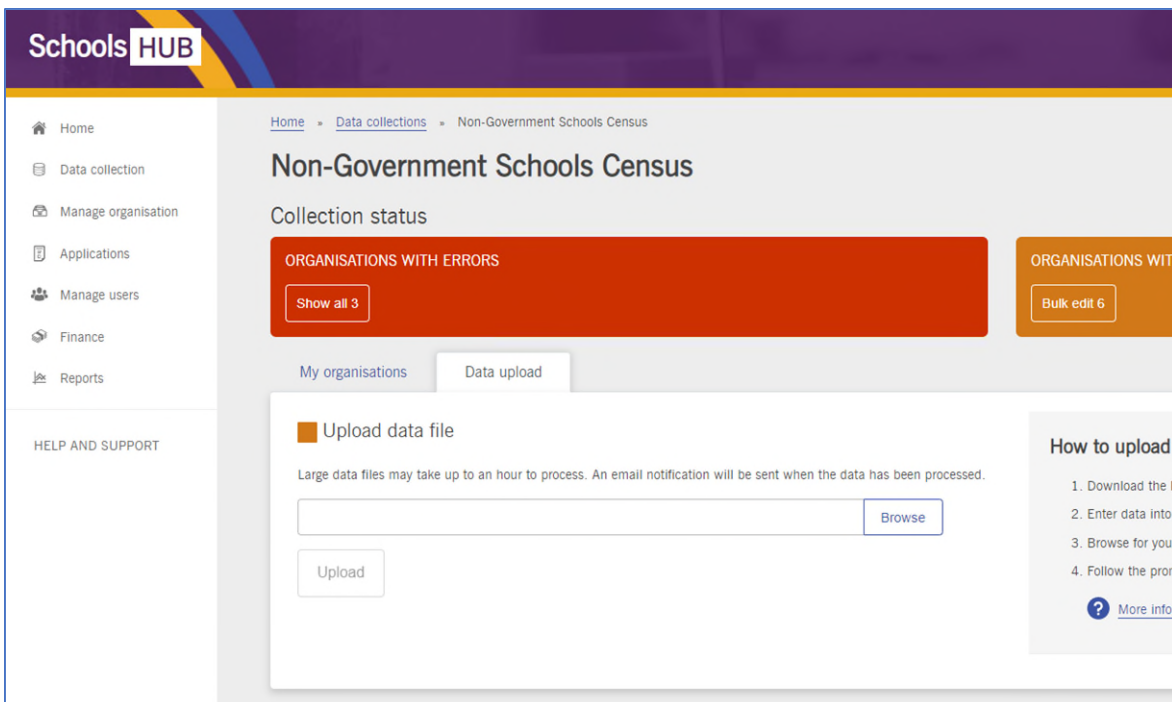 Schools HUB
Home
Data collection
Manage organisation
Applications
Manage users
Finance
Reports
HELP AND SUPPORT
Home » Data collections » Non-Government Schools Census
Non-Government Schools Census
Collection status
ORGANISATIONS WITH ERRORS
Show all 3
ORGANISATIONS WIT
Bulk edit 6
My organisations
Data upload
Upload data file
Large data files may take up to an hour to process. An email notification will be sent when the data has been processed.
Browse
Upload
How to upload
1. Download the
2. Enter data into
3. Browse for you
4. Follow the pro
? More info